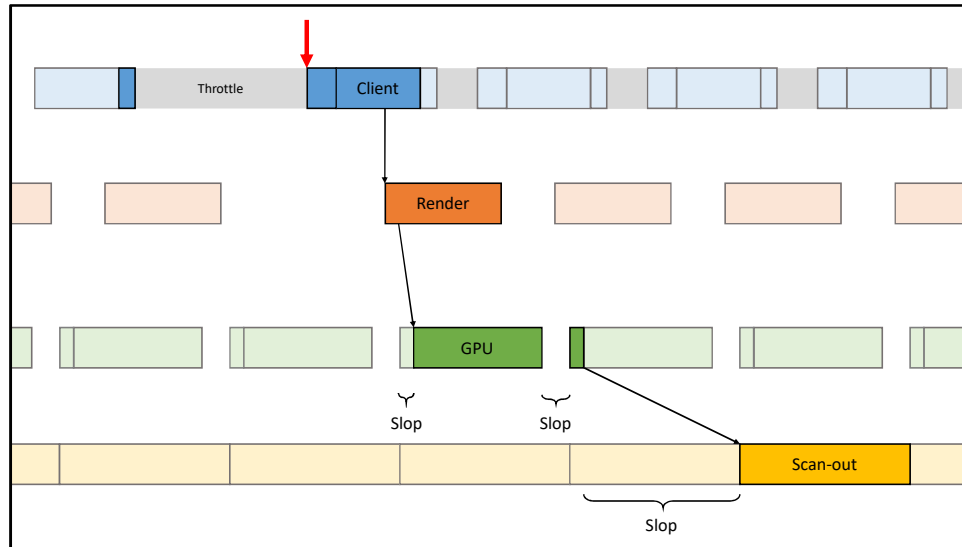 Throttle
Client
Render
GPU
Slop
Slop
Scan-out
Slop